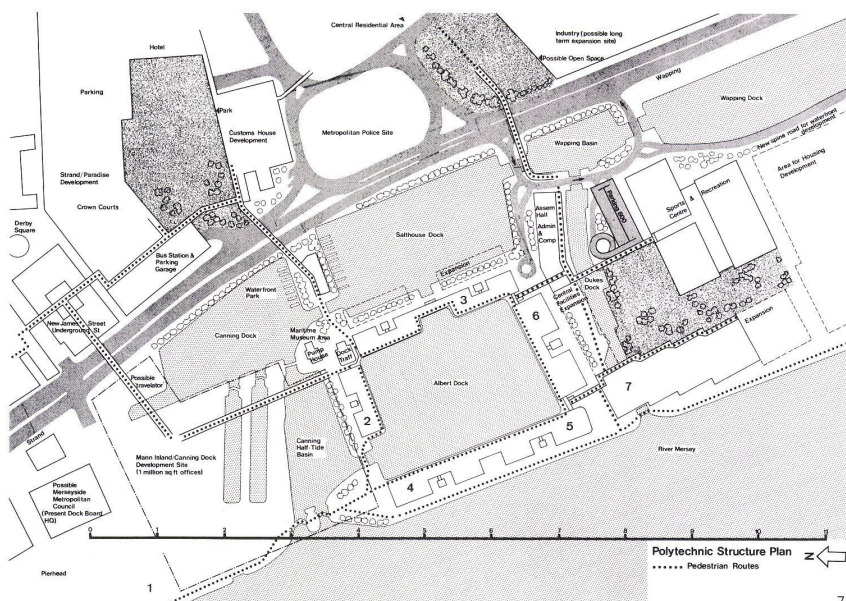 Central Residential Area
Industry (possible long
term expansion site)
Possible Open Space
Hotel
Parking
Park
Customs House
Development
Metropolitan Police Site
Wapping
Wapping Dock
Wapping Basin
New spine road for waterfront
development
Area for Housing
Development
Strand/Paradise
Development
Crown Courts
Derby
Square
Bus Station &
Parking
Garage
Salthouse Dock
Assem
Hall
Admin
&
Comp
Parking 600
Sports & Recreation
Centre
Expansion
Waterfront
Park
Canning Dock
Maritime
Museum Area
Pump
House
Dock
Traff
3
Central
Facilities
Expansion
Dukes
Dock
Expansion
6
7
New James Street
Underground St
Possible
travelator
Albert Dock
2
5
4
River Mersey
Strand
Mann Island/Canning Dock
Development Site
(1 million sq ft offices)
Canning
Half-Tide
Basin
Possible
Merseyside
Metropolitan
Council
(Present Dock Board
HQ)
0 1 2 3 4 5 6 7 8 9 10 11
Pierhead
1
Polytechnic Structure Plan
N
Pedestrian Routes
7